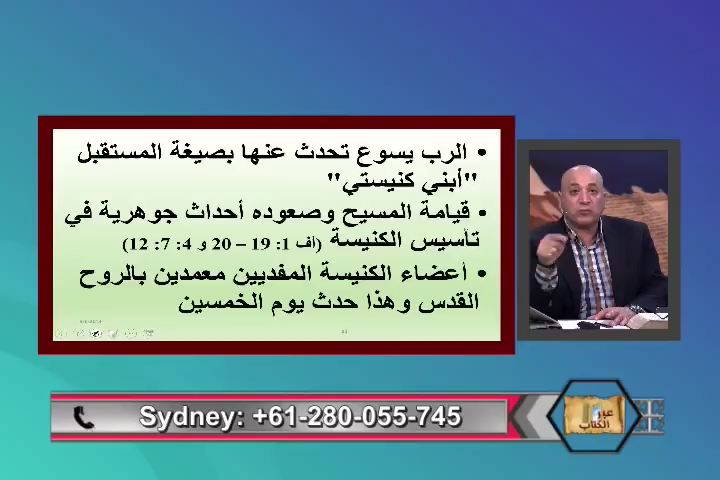 • الرب يسوع تحدث عنها بصيغة المستقبل
"أبني كنيستي"
• قيامة المسيح وصعوده أحداث جوهرية في
تأسيس الكنيسة (أف 1: 19 – 20 و 4: 7: 12)
• أعضاء الكنيسة المفديين معمدين بالروح
القدس وهذا حدث يوم الخمسين
Sydney: +61-280-055-745
عبر
الكتاب